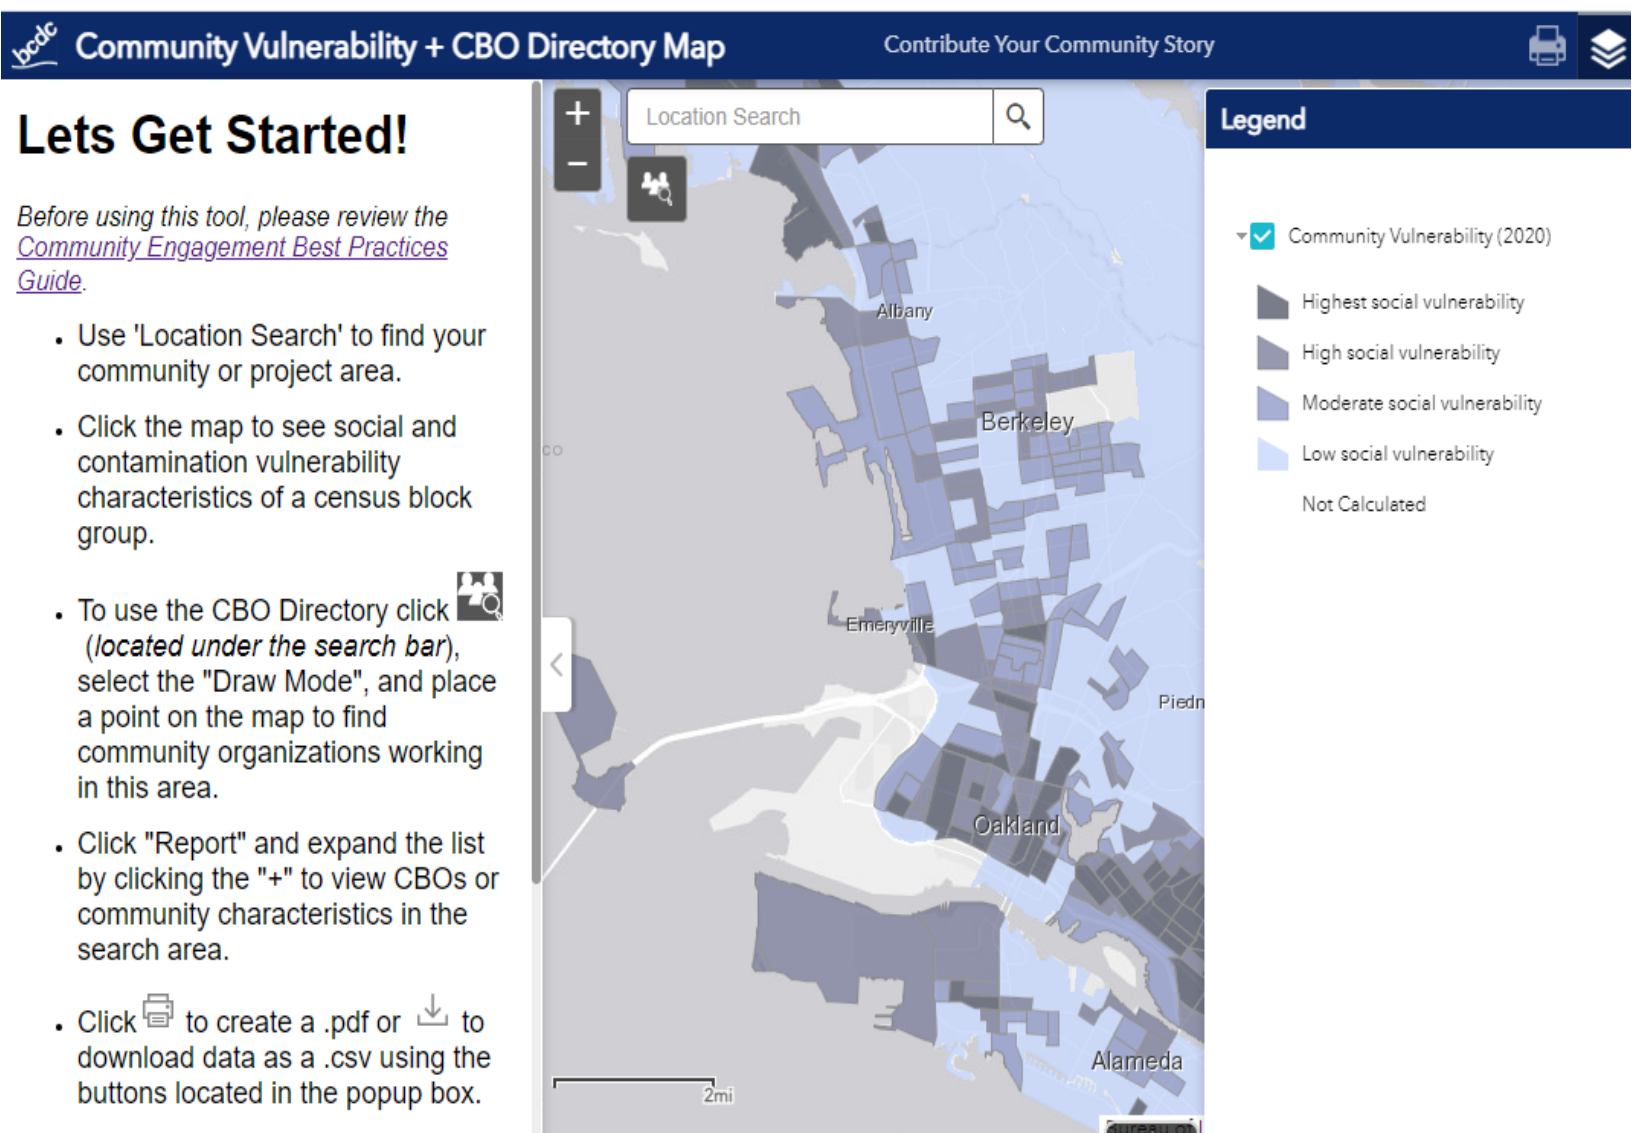 bcdc
Community Vulnerability + CBO Directory Map
Contribute Your Community Story
Lets Get Started!
Before using this tool, please review the
Community Engagement Best Practices
Guide.
• Use 'Location Search' to find your
community or project area.
• Click the map to see social and
contamination vulnerability
characteristics of a census block
group.
• To use the CBO Directory click
(located under the search bar),
select the "Draw Mode", and place
a point on the map to find
community organizations working
in this area.
• Click "Report" and expand the list
by clicking the "+" to view CBOs or
community characteristics in the
search area.
• Click to create a .pdf or to
download data as a .csv using the
buttons located in the popup box.
+
−
Location Search
Albany
Berkeley
co
Emeryville
Piedn
Oakland
Alameda
2mi
Bureau of
Legend
Community Vulnerability (2020)
Highest social vulnerability
High social vulnerability
Moderate social vulnerability
Low social vulnerability
Not Calculated